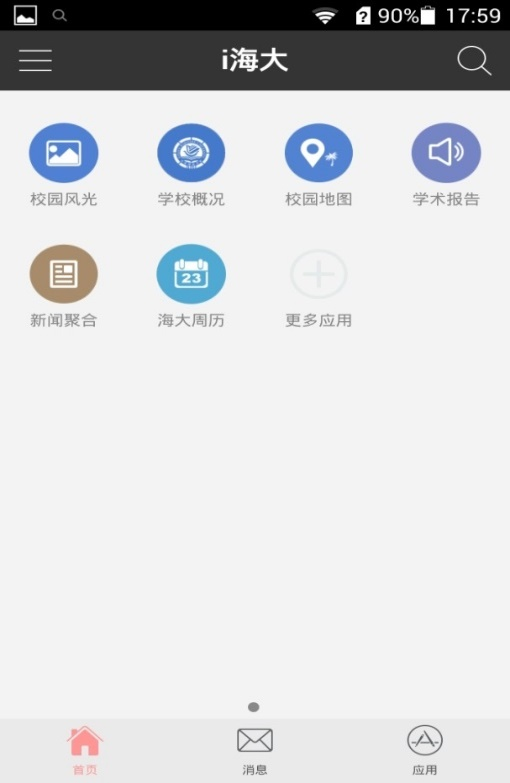 90% 17:59
i海大
校园风光 学校概况 校园地图 学术报告
23
新闻聚合 海大周历 更多应用
首页 消息 应用